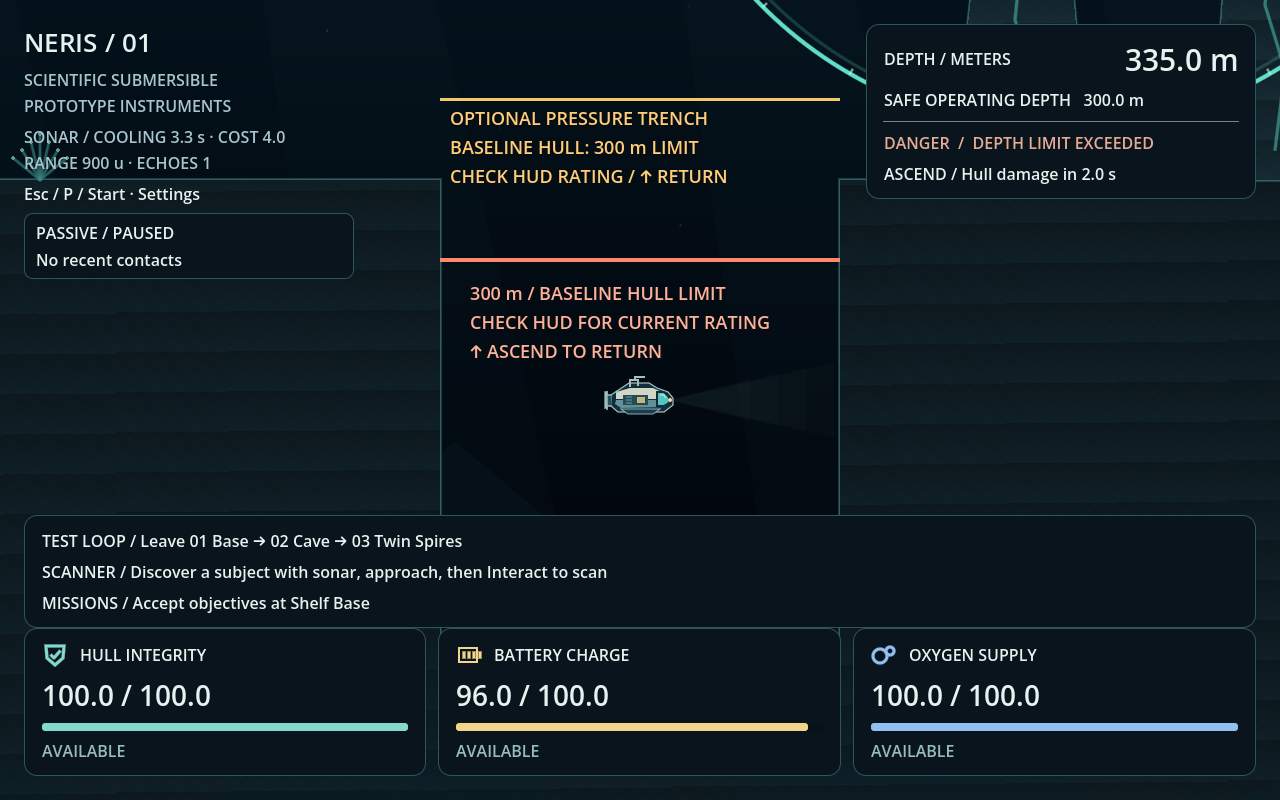 NERIS / 01
SCIENTIFIC SUBMERSIBLE
PROTOTYPE INSTRUMENTS
SONAR / COOLING 3.3 s · COST 4.0
RANGE 900 u · ECHOES 1
Esc / P / Start · Settings
PASSIVE / PAUSED
No recent contacts
OPTIONAL PRESSURE TRENCH
BASELINE HULL: 300 m LIMIT
CHECK HUD RATING / ↑ RETURN
300 m / BASELINE HULL LIMIT
CHECK HUD FOR CURRENT RATING
↑ ASCEND TO RETURN
DEPTH / METERS 335.0 m
SAFE OPERATING DEPTH 300.0 m
DANGER / DEPTH LIMIT EXCEEDED
ASCEND / Hull damage in 2.0 s
TEST LOOP / Leave 01 Base → 02 Cave → 03 Twin Spires
SCANNER / Discover a subject with sonar, approach, then Interact to scan
MISSIONS / Accept objectives at Shelf Base
HULL INTEGRITY
100.0 / 100.0
AVAILABLE
BATTERY CHARGE
96.0 / 100.0
AVAILABLE
OXYGEN SUPPLY
100.0 / 100.0
AVAILABLE